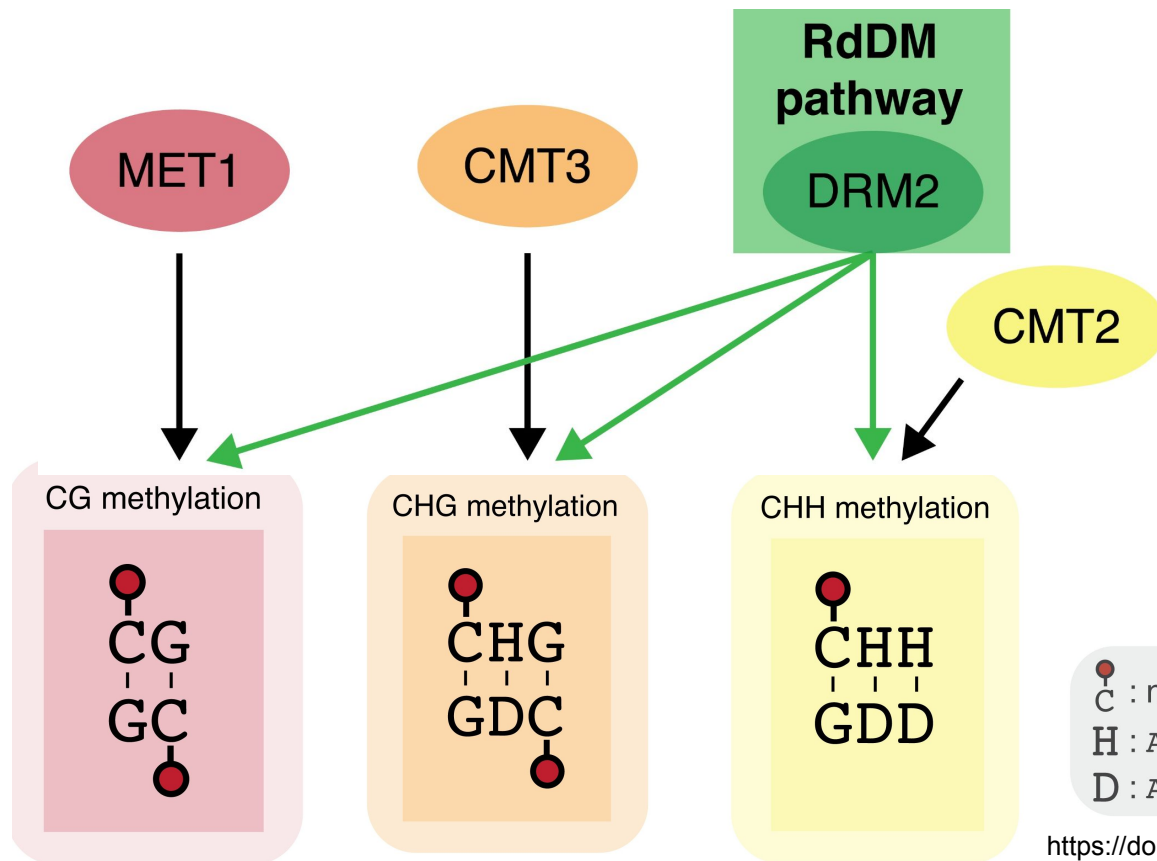 RdDM
pathway
MET1
CMT3
DRM2
CMT2
CG methylation
CHG methylation
CHH methylation
CG
GC
CHG
GDC
CHH
GDD
C :
H :
D :